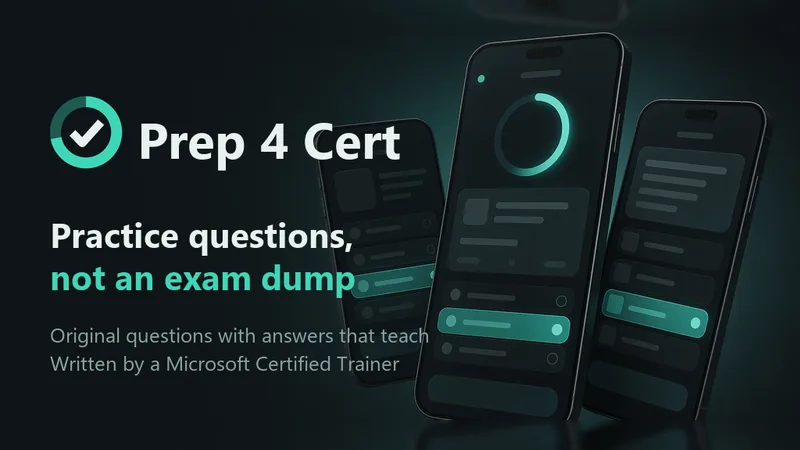 Prep 4 Cert
Practice questions,
not an exam dump
Original questions with answers that teach
Written by a Microsoft Certified Trainer